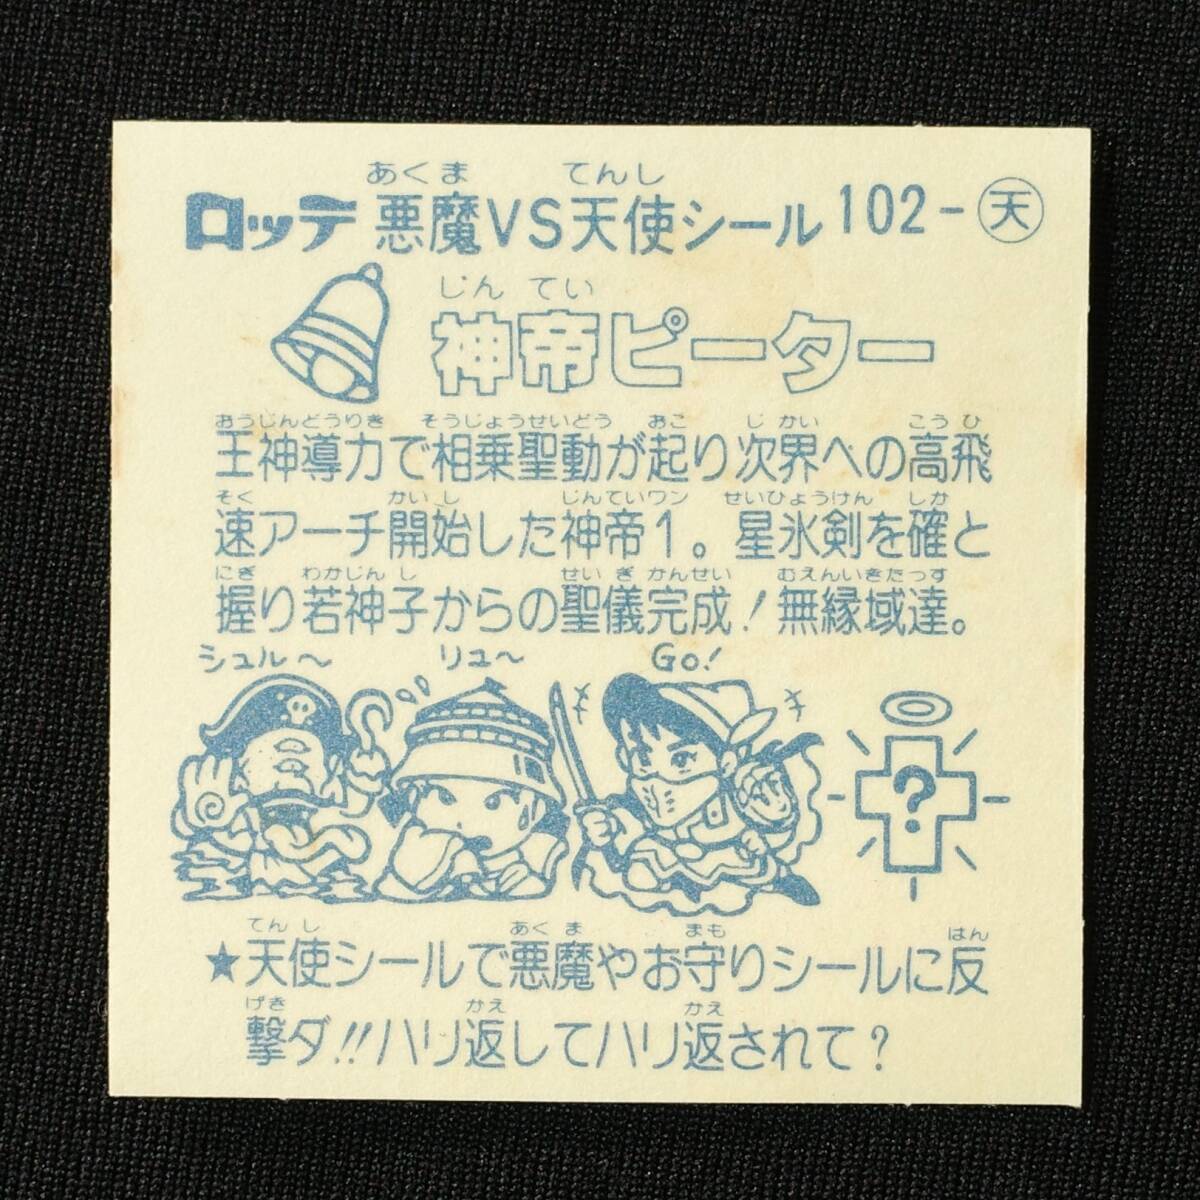 ロッテ 悪魔VS天使シール 102-天
あくま てんし
神帝ピーター
じんてい
おうじんどうりき そうじょうせいどう おこ じかい こうひ
王神導力で相乗聖動が起り次界への高飛
そく かいし じんていワン せいひょうけん しか
速アーチ開始した神帝1。星氷剣を確と
にぎ わかじんし せいぎかんせい むえんいきたっす
握り若神子からの聖儀完成!無縁域達。
シュル〜 リュ〜 Go!
?
てんし あくま まも はん
★天使シールで悪魔やお守りシールに反
げき かえ かえ
撃ダ!!ハリ返してハリ返されて?